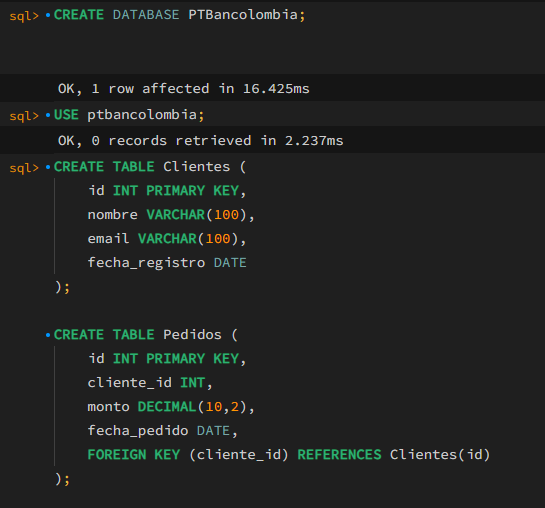 sql> CREATE DATABASE PTBancolombia;
OK, 1 row affected in 16.425ms
sql> USE ptbancolombia;
OK, 0 records retrieved in 2.237ms
sql> CREATE TABLE Clientes (
id INT PRIMARY KEY,
nombre VARCHAR(100),
email VARCHAR(100),
fecha_registro DATE
);
CREATE TABLE Pedidos (
id INT PRIMARY KEY,
cliente_id INT,
monto DECIMAL(10,2),
fecha_pedido DATE,
FOREIGN KEY (cliente_id) REFERENCES Clientes(id)
);